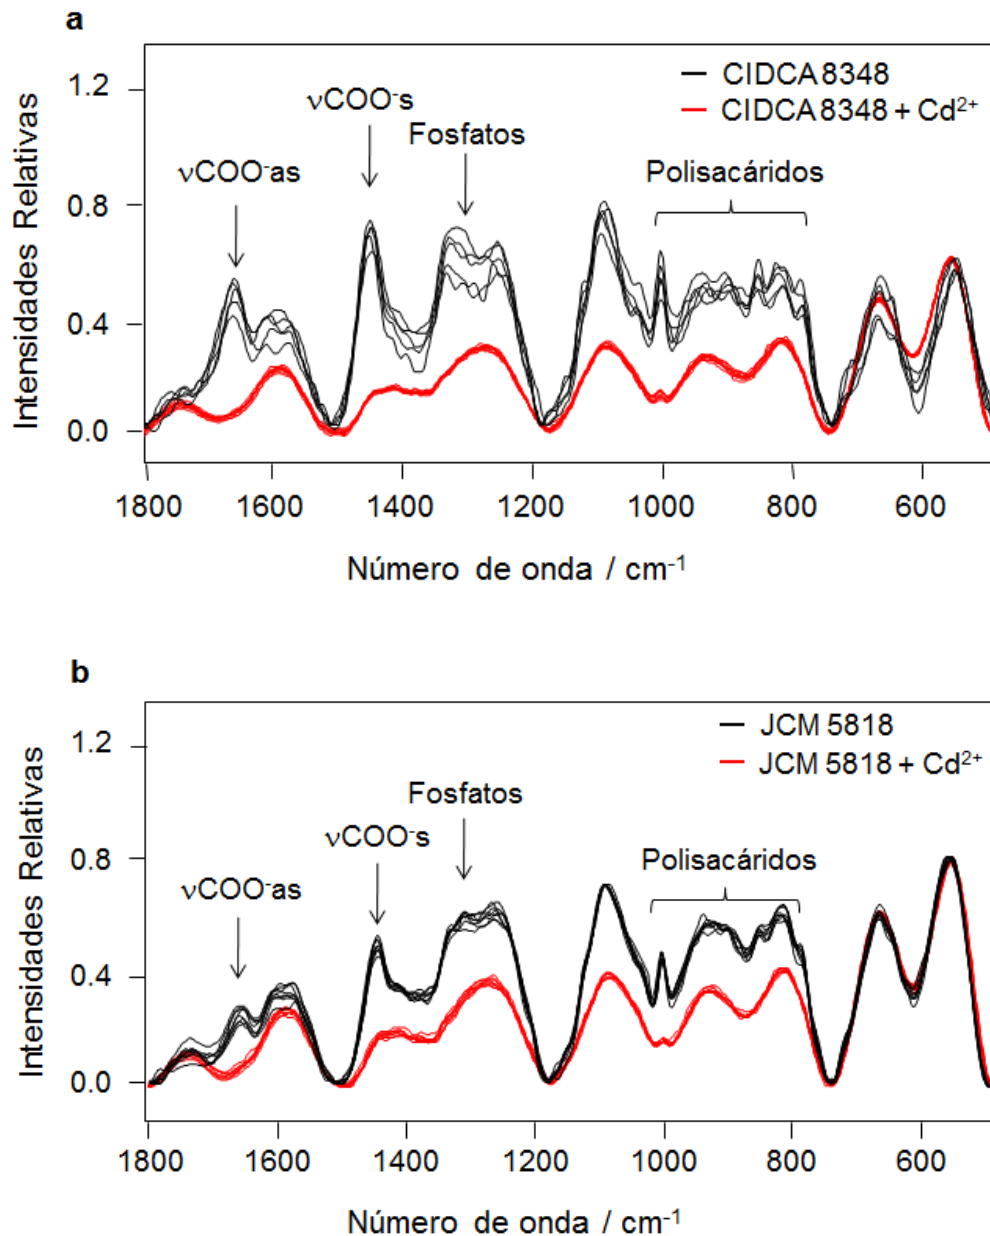 a
CIDCA 8348
CIDCA 8348 + Cd²⁺
νCOO⁻s
Fosfatos
νCOO⁻as
Polisacáridos
Intensidades Relativas
1.2
0.8
0.4
0.0
1800 1600 1400 1200 1000 800 600
Número de onda / cm⁻¹
b
JCM 5818
JCM 5818 + Cd²⁺
Fosfatos
νCOO⁻s
νCOO⁻as
Polisacáridos
Intensidades Relativas
1.2
0.8
0.4
0.0
1800 1600 1400 1200 1000 800 600
Número de onda / cm⁻¹